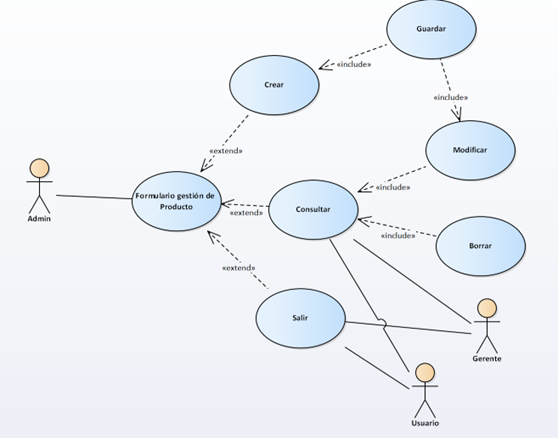 Guardar
«include»
Crear
«include»
Modificar
«extend»
Admin
Formulario gestión de
Producto
«include»
«extend»
Consultar
«include»
Borrar
«extend»
Salir
Gerente
Usuario